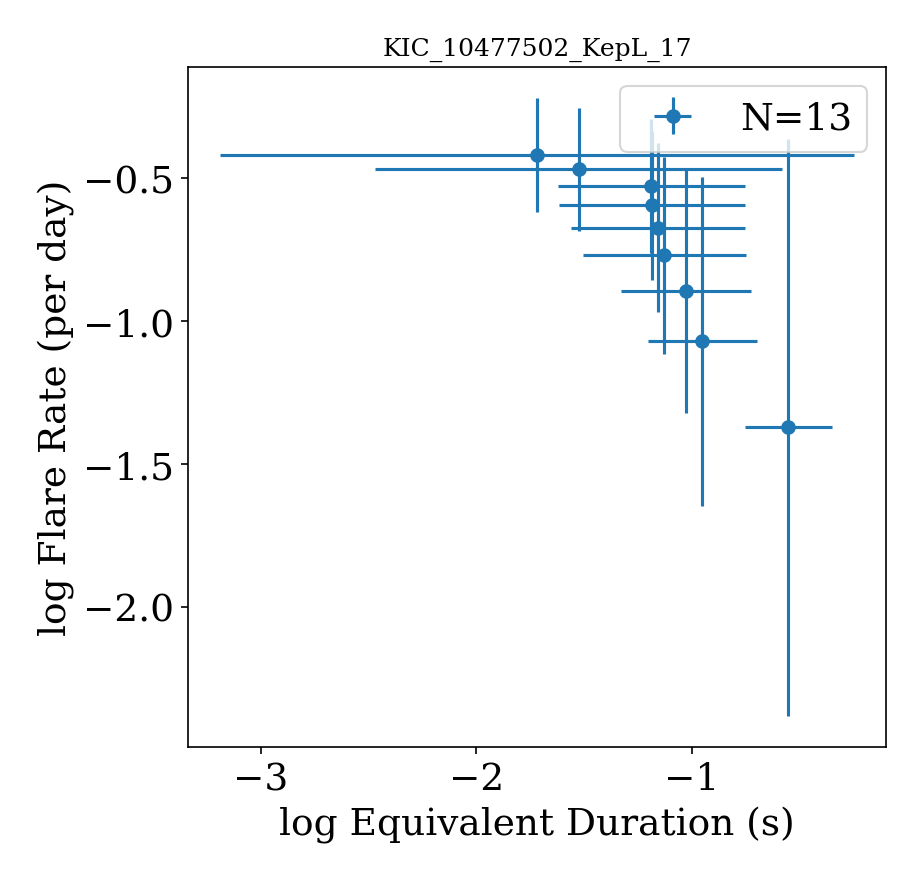 KIC_10477502_KepL_17
N=13
log Flare Rate (per day)
−0.5
−1.0
−1.5
−2.0
−3
−2
−1
log Equivalent Duration (s)